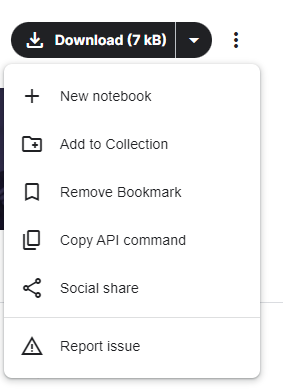 Download (7 kB)
New notebook
Add to Collection
Remove Bookmark
Copy API command
Social share
Report issue